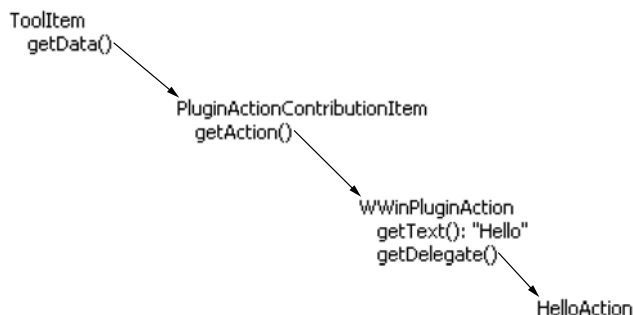 ToolItem
getData()
PluginActionContributionItem
getAction()
WWinPluginAction
getText(): "Hello"
getDelegate()
HelloAction